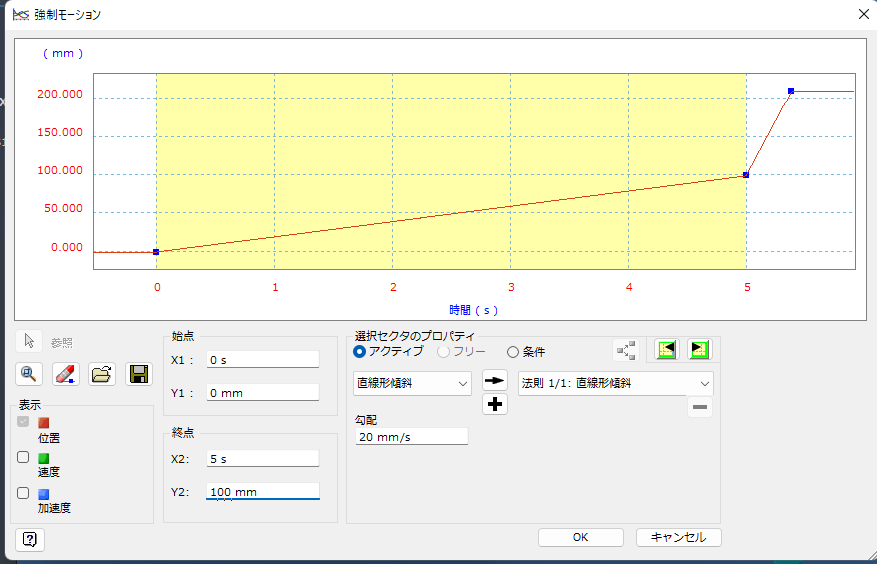 強制モーション
( mm )
200.000
150.000
100.000
50.000
0.000
0 1 2 3 4 5
時間 ( s )
参照
表示
位置
速度
加速度
始点
X1 : 0 s
Y1 : 0 mm
終点
X2: 5 s
Y2: 100 mm
選択セクタのプロパティ
アクティブ フリー 条件
直線形傾斜 法則 1/1: 直線形傾斜
勾配
20 mm/s
OK キャンセル